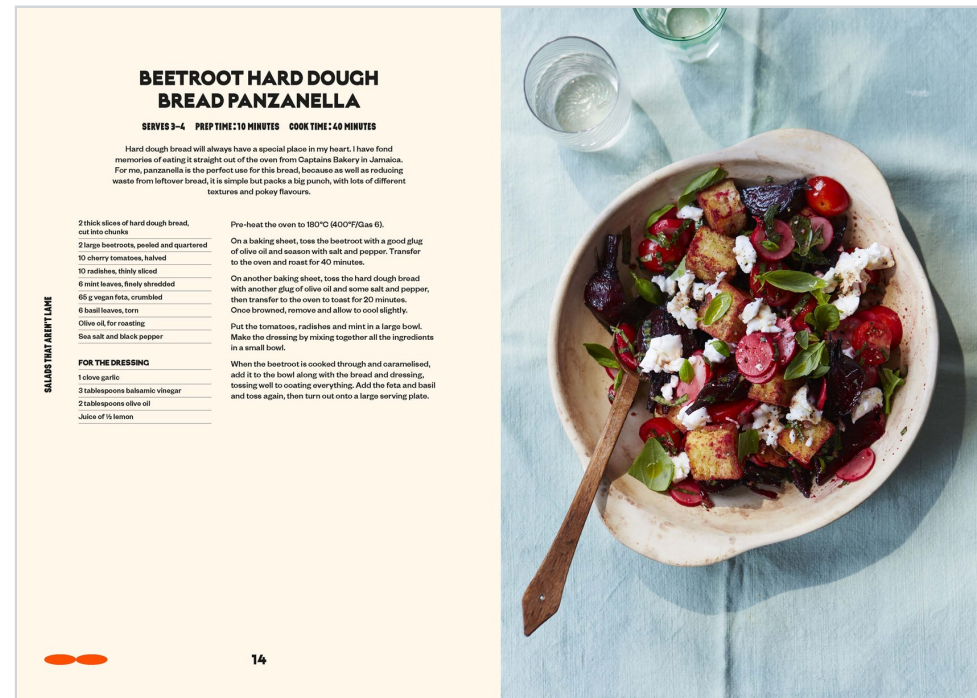 BEETROOT HARD DOUGH
BREAD PANZANELLA
SERVES 3–4 PREP TIME: 10 MINUTES COOK TIME: 40 MINUTES
Hard dough bread will always have a special place in my heart. I have fond
memories of eating it straight out of the oven from Captains Bakery in Jamaica.
For me, panzanella is the perfect use for this bread, because as well as reducing
waste from leftover bread, it is simple but packs a big punch, with lots of different
textures and pokey flavours.
2 thick slices of hard dough bread,
cut into chunks
2 large beetroots, peeled and quartered
10 cherry tomatoes, halved
10 radishes, thinly sliced
6 mint leaves, finely shredded
65 g vegan feta, crumbled
6 basil leaves, torn
Olive oil, for roasting
Sea salt and black pepper
FOR THE DRESSING
1 clove garlic
3 tablespoons balsamic vinegar
2 tablespoons olive oil
Juice of ½ lemon
Pre-heat the oven to 180°C (400°F/Gas 6).
On a baking sheet, toss the beetroot with a good glug
of olive oil and season with salt and pepper. Transfer
to the oven and roast for 40 minutes.
On another baking sheet, toss the hard dough bread
with another glug of olive oil and some salt and pepper,
then transfer to the oven to toast for 20 minutes.
Once browned, remove and allow to cool slightly.
Put the tomatoes, radishes and mint in a large bowl.
Make the dressing by mixing together all the ingredients
in a small bowl.
When the beetroot is cooked through and caramelised,
add it to the bowl along with the bread and dressing,
tossing well to coating everything. Add the feta and basil
and toss again, then turn out onto a large serving plate.
SALADS THAT AREN'T LAME
14